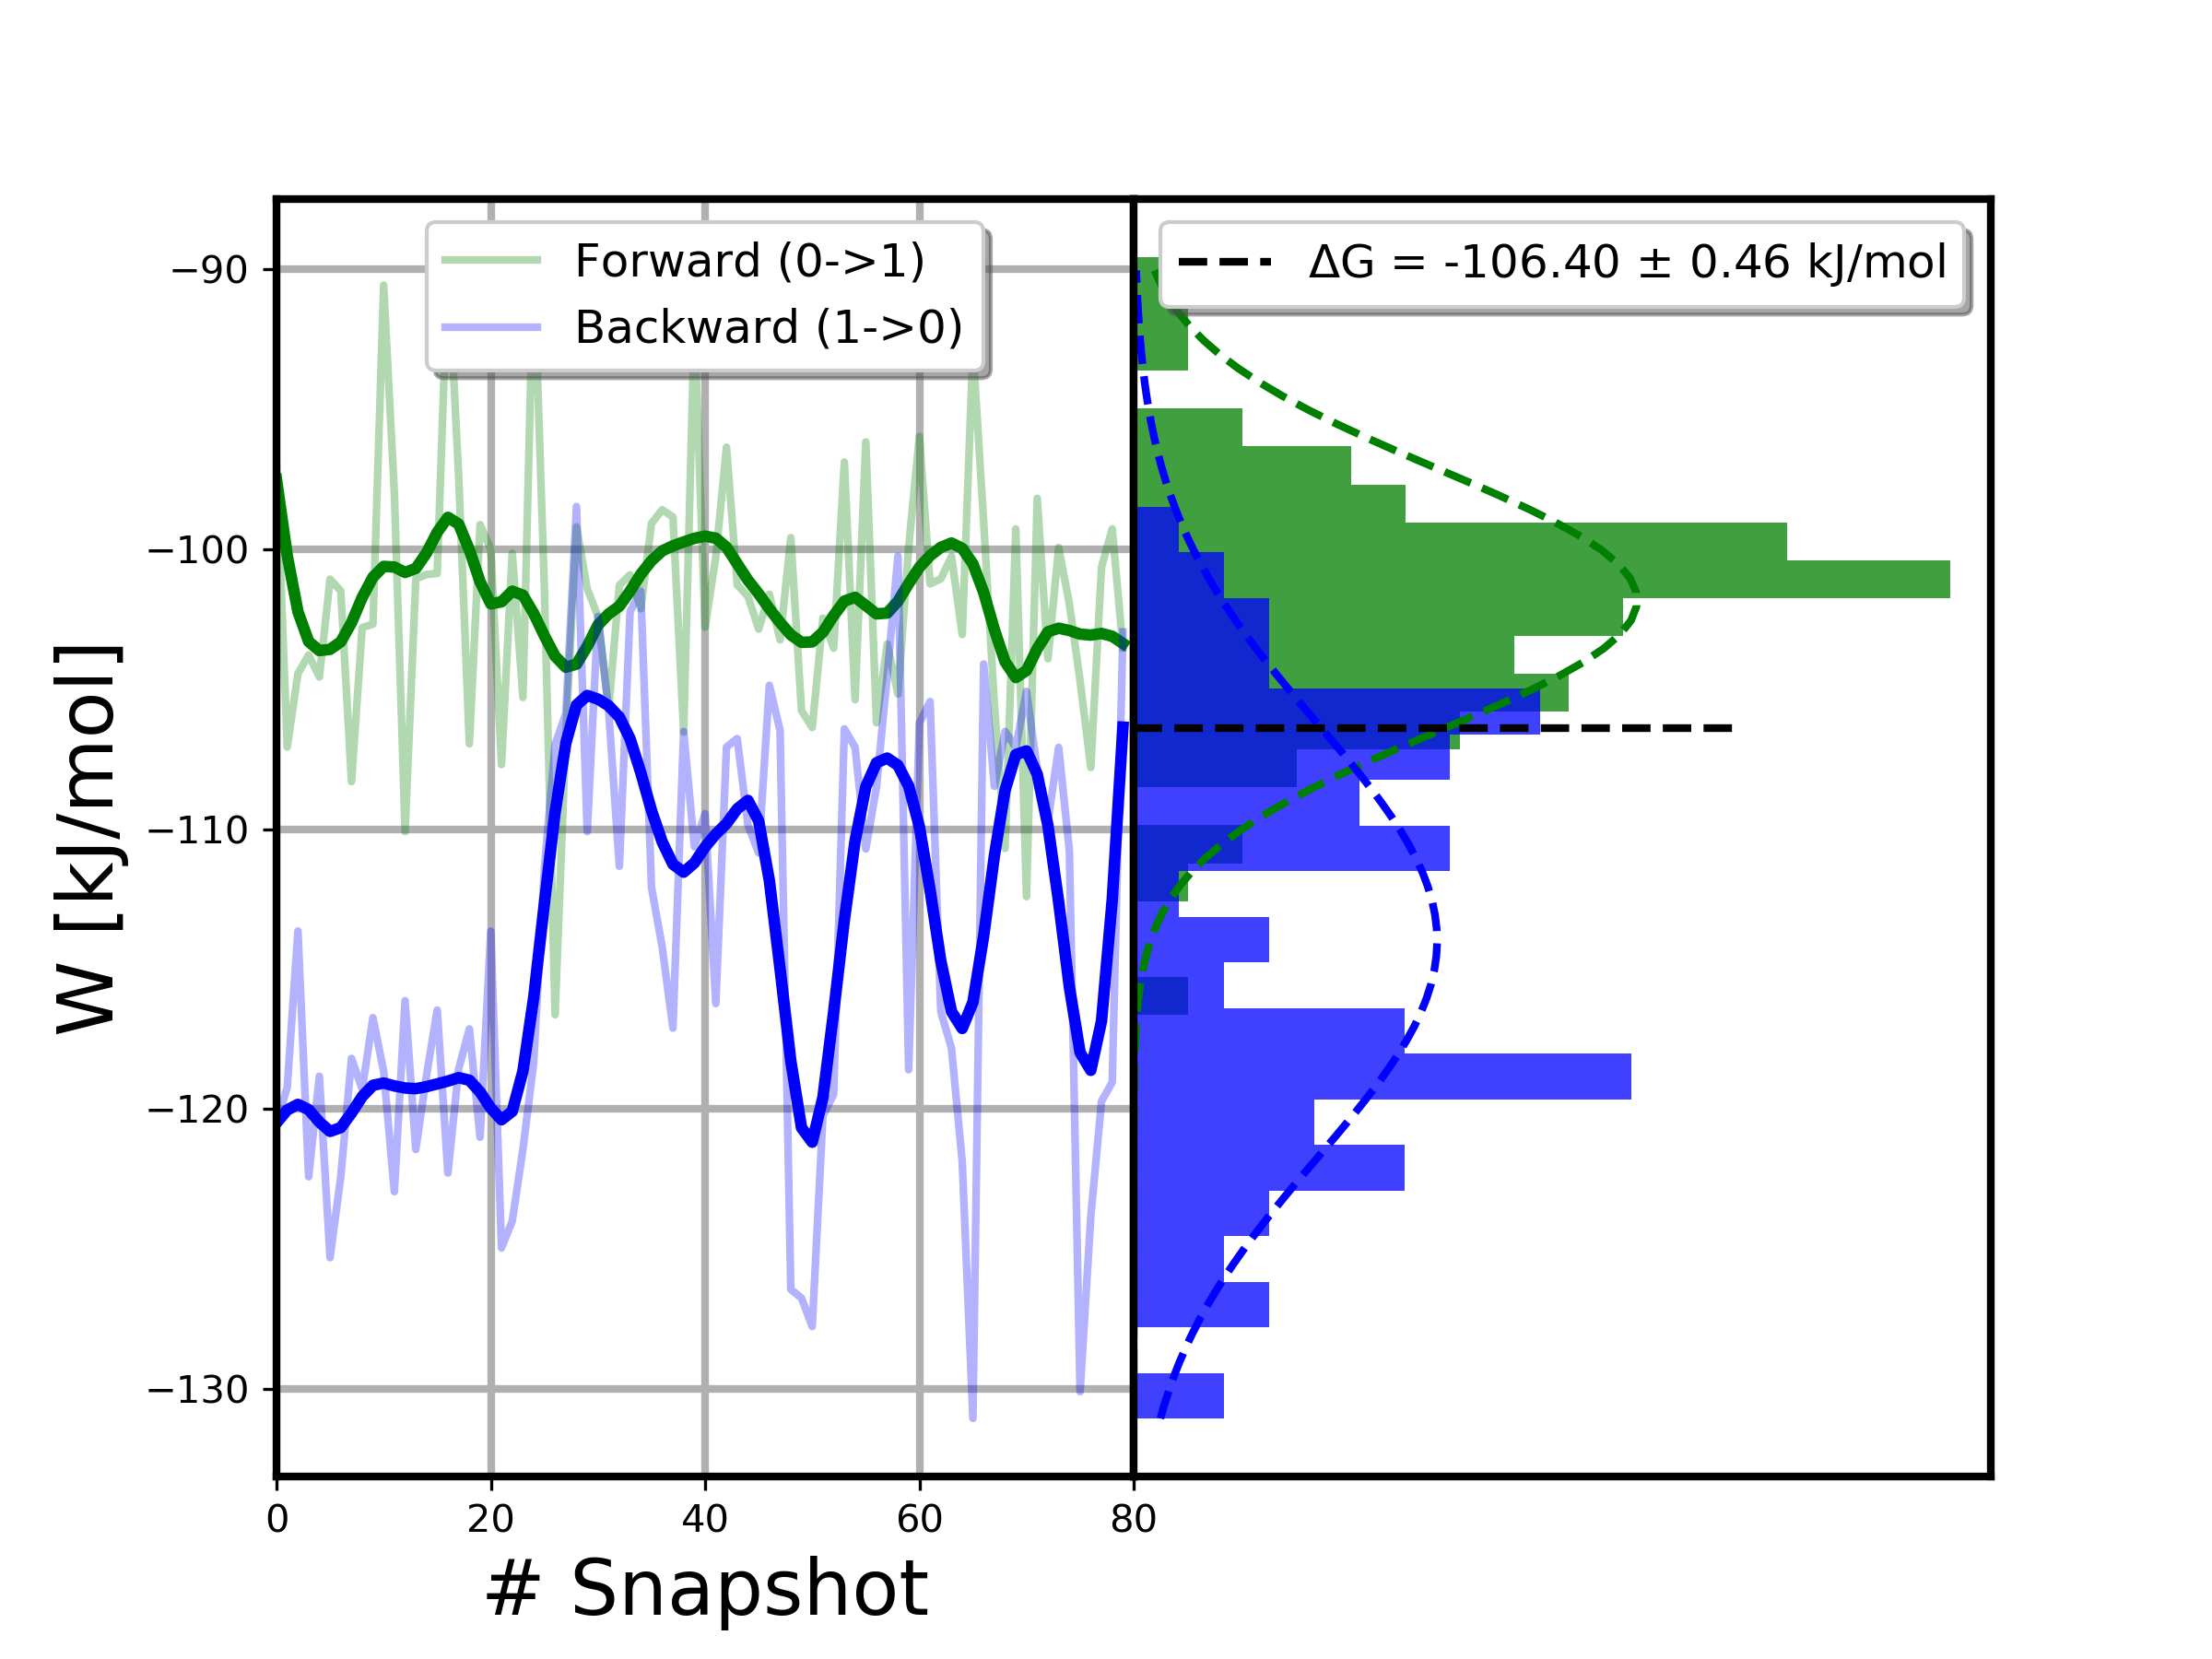 Forward (0->1)
Backward (1->0)
ΔG = -106.40 ± 0.46 kJ/mol
−90
−100
−110
−120
−130
W [kJ/mol]
0 20 40 60 80
# Snapshot